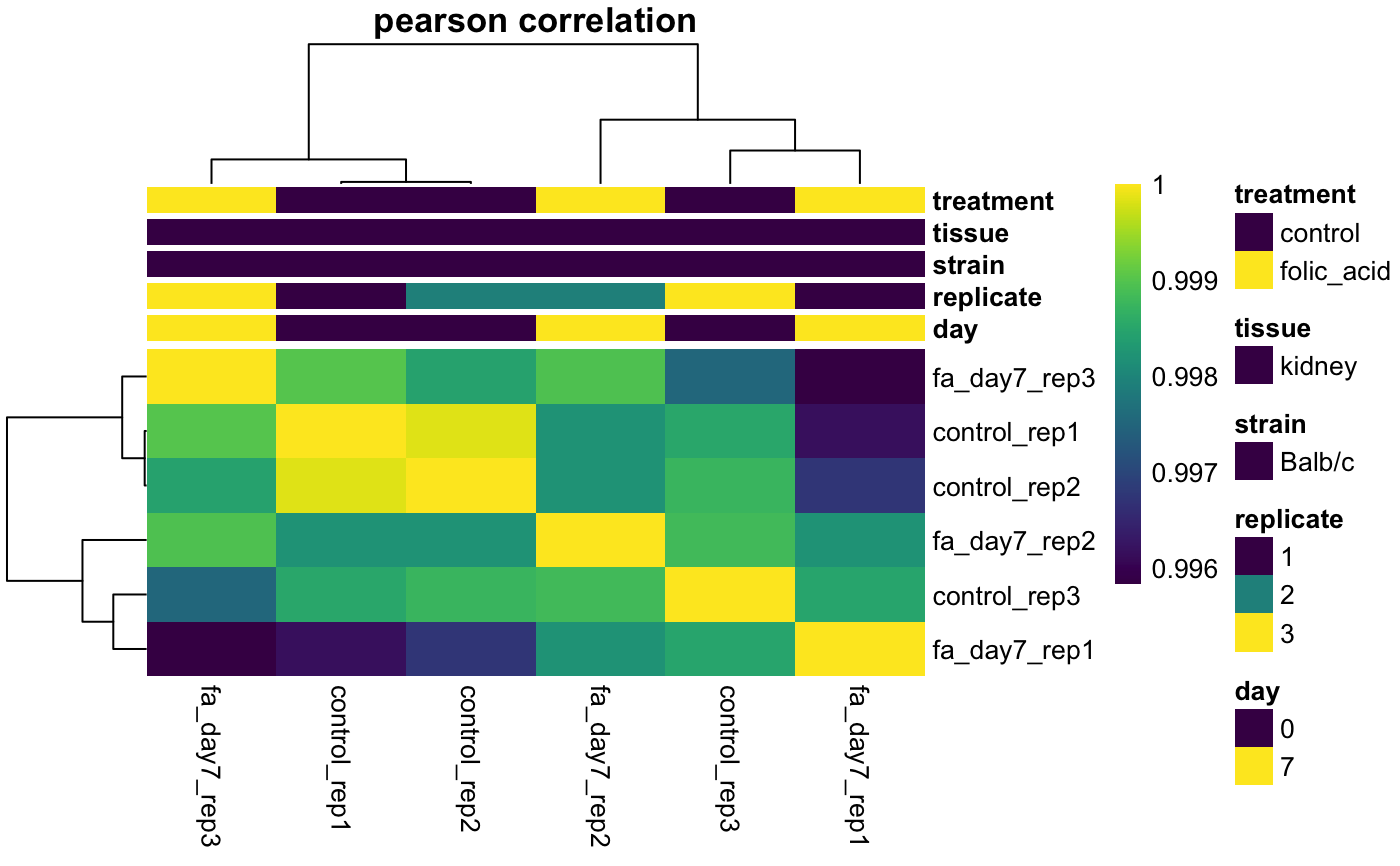 pearson correlation
treatment
tissue
strain
replicate
day
fa_day7_rep3
control_rep1
control_rep2
fa_day7_rep2
control_rep3
fa_day7_rep1
fa_day7_rep3
control_rep1
control_rep2
fa_day7_rep2
control_rep3
fa_day7_rep1
1
0.999
0.998
0.997
0.996
treatment
control
folic_acid
tissue
kidney
strain
Balb/c
replicate
1
2
3
day
0
7